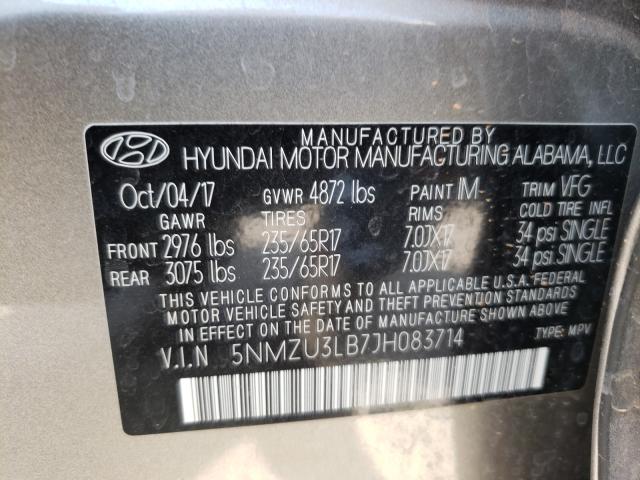 MANUFACTURED BY
HYUNDAI MOTOR MANUFACTURING ALABAMA, LLC
Oct/04/17 GVWR 4872 lbs PAINT IM TRIM VFG
GAWR TIRES RIMS COLD TIRE INFL
FRONT 2976 lbs 235/65R17 7.0JX17 34 psi SINGLE
REAR 3075 lbs 235/65R17 7.0JX17 34 psi SINGLE
THIS VEHICLE CONFORMS TO ALL APPLICABLE U.S.A. FEDERAL
MOTOR VEHICLE SAFETY AND THEFT PREVENTION STANDARDS
IN EFFECT ON THE DATE OF MANUFACTURE SHOWN ABOVE.
V.I.N 5NMZU3LB7JH083714 TYPE: MPV